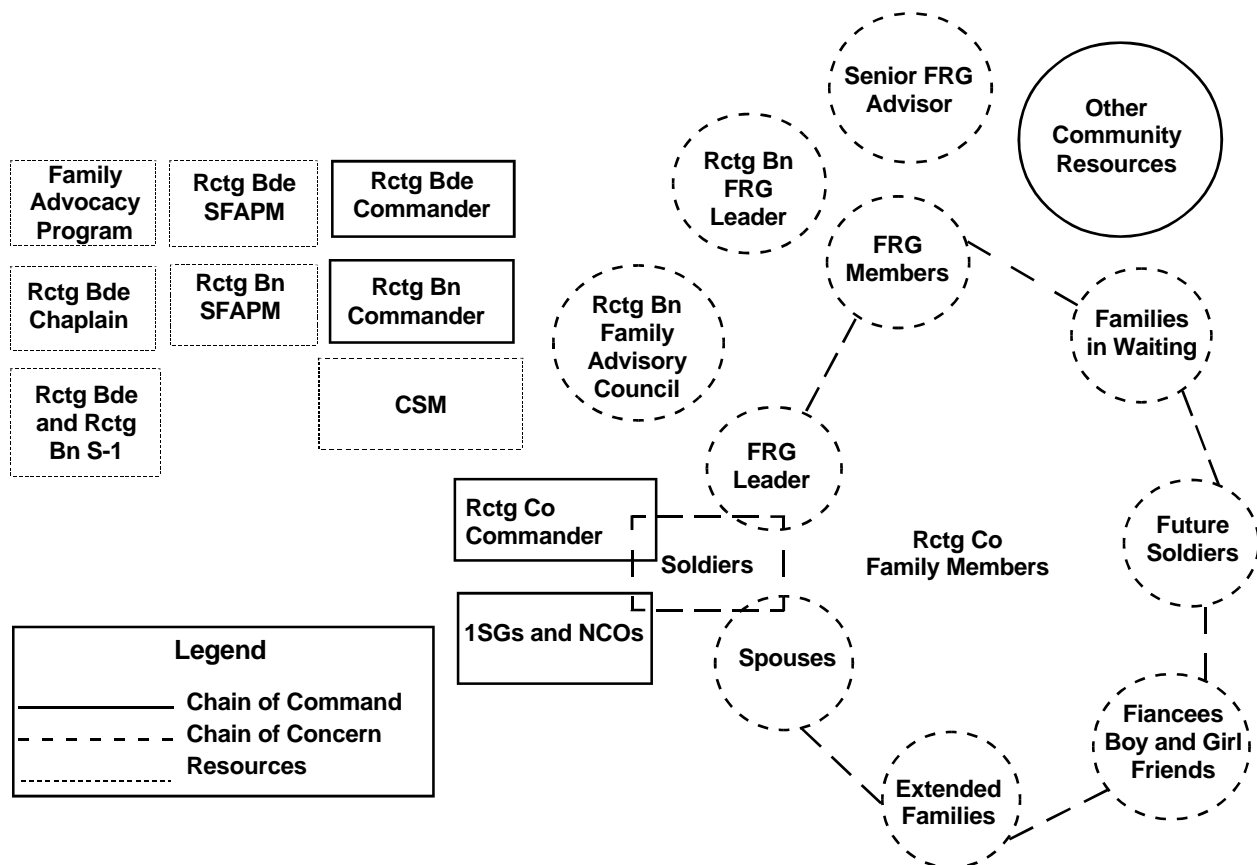 Senior FRG
Advisor
Other
Community
Resources
Rctg Bn
FRG
Leader
Family
Advocacy
Program
Rctg Bde
SFAPM
Rctg Bde
Commander
FRG
Members
Rctg Bde
Chaplain
Rctg Bn
SFAPM
Rctg Bn
Commander
Rctg Bn
Family
Advisory
Council
Families
in Waiting
Rctg Bde
and Rctg
Bn S-1
CSM
FRG
Leader
Rctg Co
Commander
Soldiers
Rctg Co
Family Members
Future
Soldiers
1SGs and NCOs
Spouses
Fiancees
Boy and Girl
Friends
Extended
Families
Legend
Chain of Command
Chain of Concern
Resources